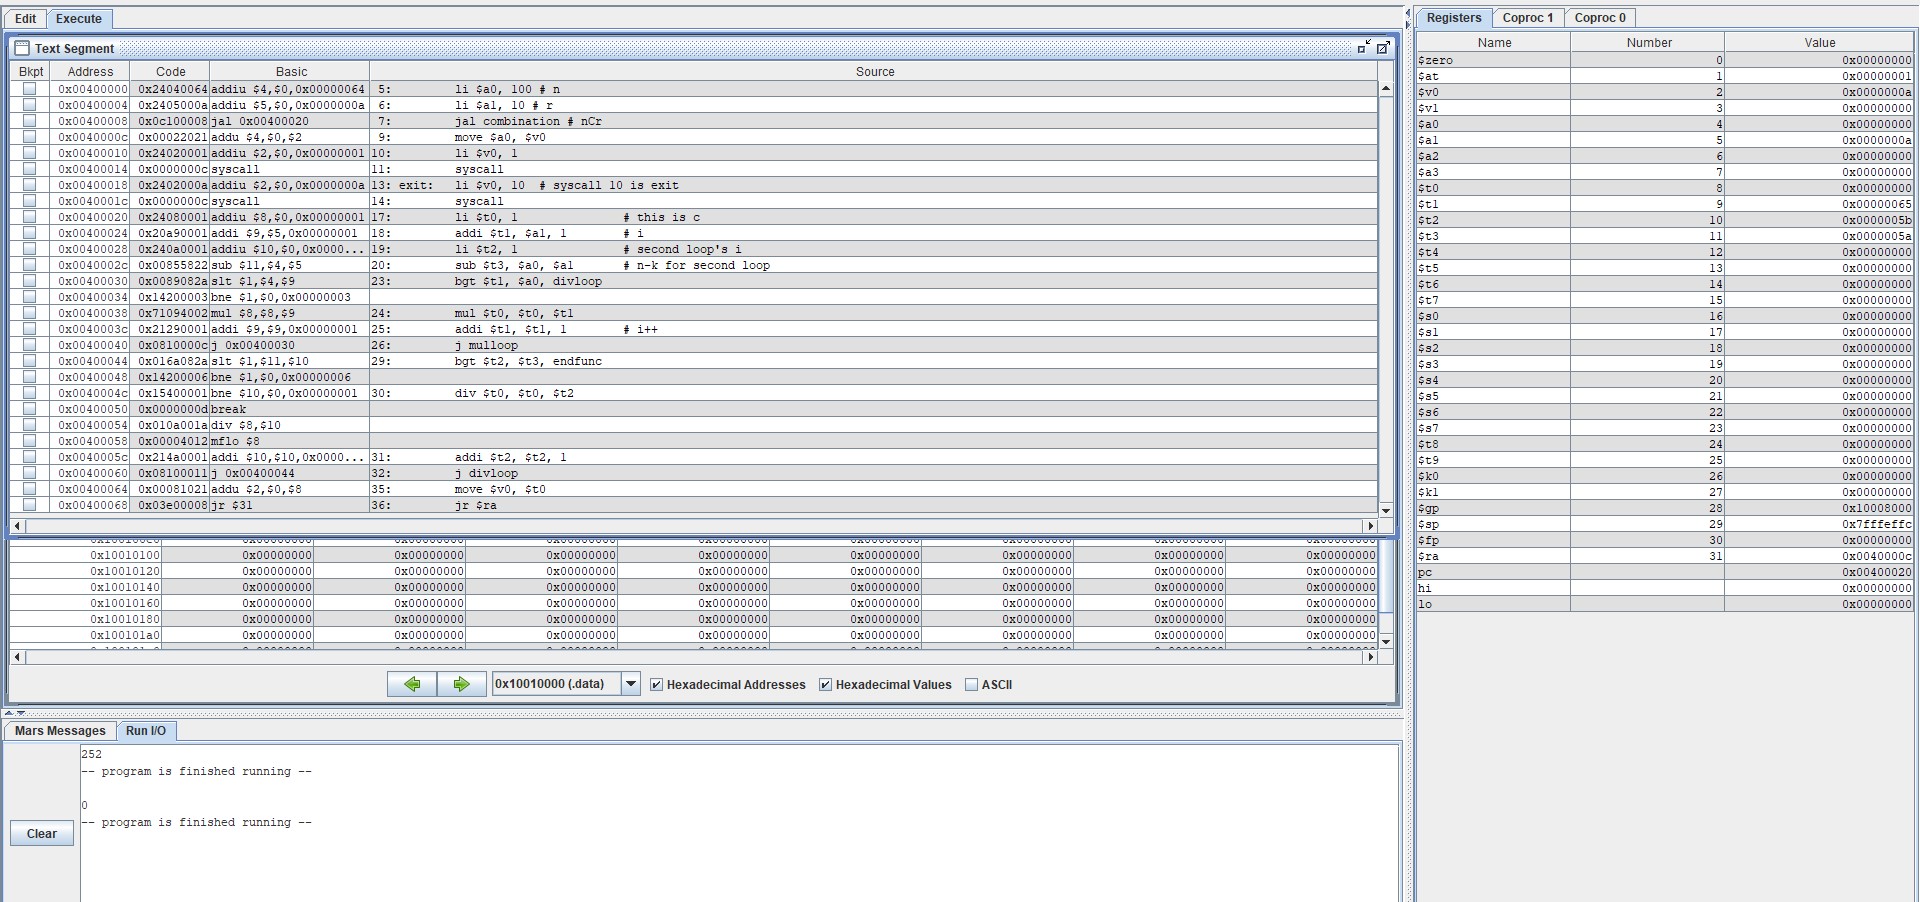 Edit Execute
Text Segment
Bkpt Address Code Basic Source
0x00400000 0x24040064 addiu $4,$0,0x00000064 5: li $a0, 100 # n
0x00400004 0x2405000a addiu $5,$0,0x0000000a 6: li $a1, 10 # r
0x00400008 0x0c100008 jal 0x00400020 7: jal combination # nCr
0x0040000c 0x00022021 addu $4,$0,$2 9: move $a0, $v0
0x00400010 0x24020001 addiu $2,$0,0x00000001 10: li $v0, 1
0x00400014 0x0000000c syscall 11: syscall
0x00400018 0x2402000a addiu $2,$0,0x0000000a 13: exit: li $v0, 10 # syscall 10 is exit
0x0040001c 0x0000000c syscall 14: syscall
0x00400020 0x24080001 addiu $8,$0,0x00000001 17: li $t0, 1 # this is c
0x00400024 0x20a90001 addi $9,$5,0x00000001 18: addi $t1, $a1, 1 # i
0x00400028 0x240a0001 addiu $10,$0,0x0000... 19: li $t2, 1 # second loop's i
0x0040002c 0x00855822 sub $11,$4,$5 20: sub $t3, $a0, $a1 # n-k for second loop
0x00400030 0x0089082a slt $1,$4,$9 23: bgt $t1, $a0, divloop
0x00400034 0x14200003 bne $1,$0,0x00000003
0x00400038 0x71094002 mul $8,$8,$9 24: mul $t0, $t0, $t1
0x0040003c 0x21290001 addi $9,$9,0x00000001 25: addi $t1, $t1, 1 # i++
0x00400040 0x0810000c j 0x00400030 26: j mulloop
0x00400044 0x016a082a slt $1,$11,$10 29: bgt $t2, $t3, endfunc
0x00400048 0x14200006 bne $1,$0,0x00000006
0x0040004c 0x15400001 bne $10,$0,0x00000001 30: div $t0, $t0, $t2
0x00400050 0x0000000d break
0x00400054 0x010a001a div $8,$10
0x00400058 0x00004012 mflo $8
0x0040005c 0x214a0001 addi $10,$10,0x0000... 31: addi $t2, $t2, 1
0x00400060 0x08100011 j 0x00400044 32: j divloop
0x00400064 0x00081021 addu $2,$0,$8 35: move $v0, $t0
0x00400068 0x03e00008 jr $31 36: jr $ra
0x10010100 0x00000000 0x00000000 0x00000000 0x00000000 0x00000000 0x00000000 0x00000000 0x00000000
0x10010120 0x00000000 0x00000000 0x00000000 0x00000000 0x00000000 0x00000000 0x00000000 0x00000000
0x10010140 0x00000000 0x00000000 0x00000000 0x00000000 0x00000000 0x00000000 0x00000000 0x00000000
0x10010160 0x00000000 0x00000000 0x00000000 0x00000000 0x00000000 0x00000000 0x00000000 0x00000000
0x10010180 0x00000000 0x00000000 0x00000000 0x00000000 0x00000000 0x00000000 0x00000000 0x00000000
0x100101a0 0x00000000 0x00000000 0x00000000 0x00000000 0x00000000 0x00000000 0x00000000 0x00000000
0x10010000 (.data) Hexadecimal Addresses Hexadecimal Values ASCII
Mars Messages Run I/O
252
-- program is finished running --
0
-- program is finished running --
Clear
Registers Coproc 1 Coproc 0
Name Number Value
$zero 0 0x00000000
$at 1 0x00000001
$v0 2 0x0000000a
$v1 3 0x00000000
$a0 4 0x00000000
$a1 5 0x0000000a
$a2 6 0x00000000
$a3 7 0x00000000
$t0 8 0x00000000
$t1 9 0x00000065
$t2 10 0x0000005b
$t3 11 0x0000005a
$t4 12 0x00000000
$t5 13 0x00000000
$t6 14 0x00000000
$t7 15 0x00000000
$s0 16 0x00000000
$s1 17 0x00000000
$s2 18 0x00000000
$s3 19 0x00000000
$s4 20 0x00000000
$s5 21 0x00000000
$s6 22 0x00000000
$s7 23 0x00000000
$t8 24 0x00000000
$t9 25 0x00000000
$k0 26 0x00000000
$k1 27 0x00000000
$gp 28 0x10008000
$sp 29 0x7fffeffc
$fp 30 0x00000000
$ra 31 0x0040000c
pc 0x00400020
hi 0x00000000
lo 0x00000000